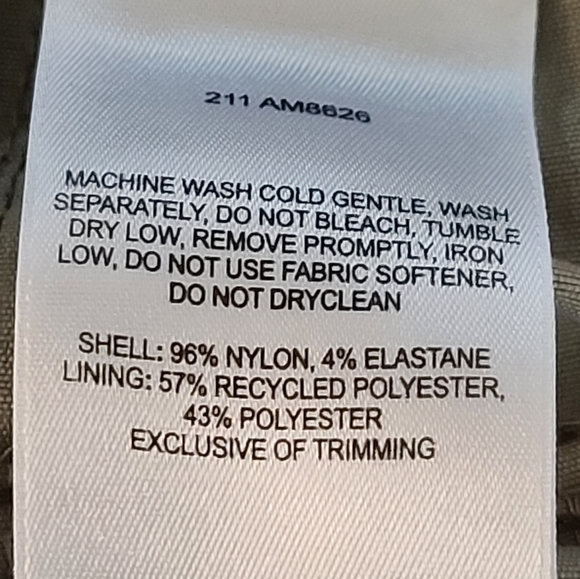 211 AM8626
MACHINE WASH COLD GENTLE, WASH
SEPARATELY, DO NOT BLEACH, TUMBLE
DRY LOW, REMOVE PROMPTLY, IRON
LOW, DO NOT USE FABRIC SOFTENER,
DO NOT DRYCLEAN
SHELL: 96% NYLON, 4% ELASTANE
LINING: 57% RECYCLED POLYESTER,
43% POLYESTER
EXCLUSIVE OF TRIMMING